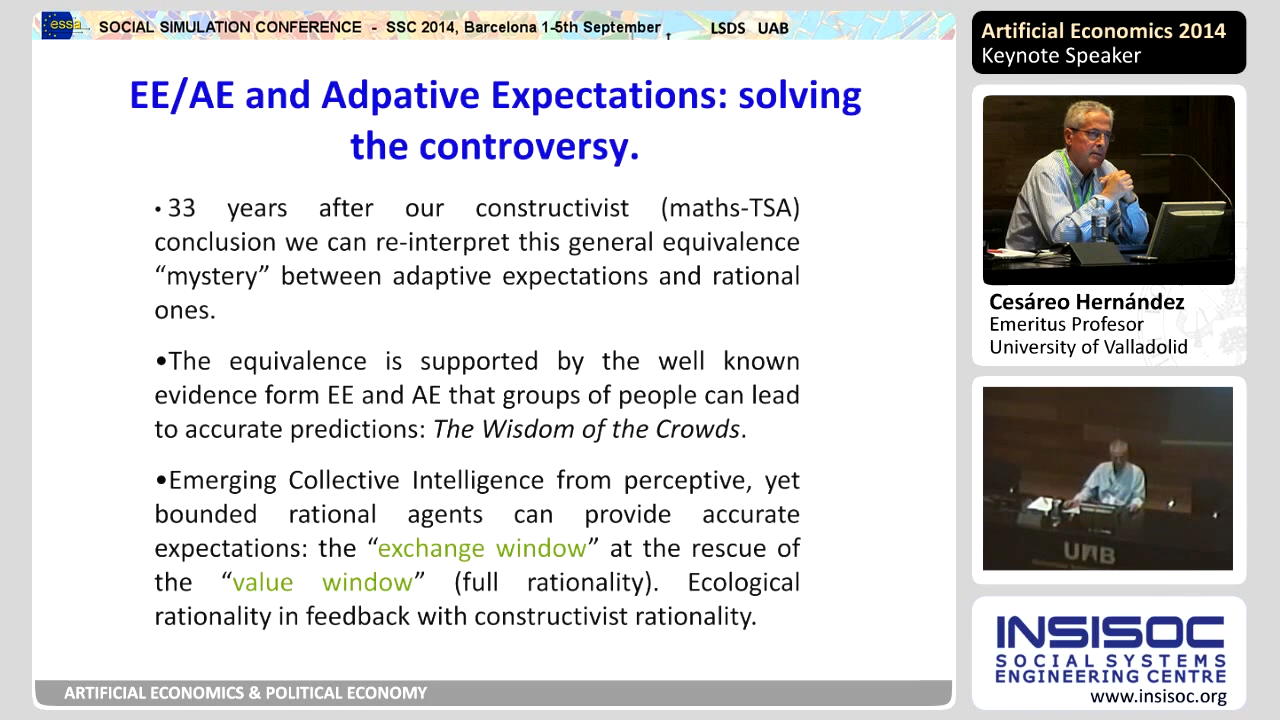 essa
SOCIAL SIMULATION CONFERENCE - SSC 2014, Barcelona 1-5th September , LSDS UAB
EE/AE and Adpative Expectations: solving
the controversy.
• 33 years after our constructivist (maths-TSA)
conclusion we can re-interpret this general equivalence
“mystery” between adaptive expectations and rational
ones.
•The equivalence is supported by the well known
evidence form EE and AE that groups of people can lead
to accurate predictions: The Wisdom of the Crowds.
•Emerging Collective Intelligence from perceptive, yet
bounded rational agents can provide accurate
expectations: the “exchange window” at the rescue of
the “value window” (full rationality). Ecological
rationality in feedback with constructivist rationality.
ARTIFICIAL ECONOMICS & POLITICAL ECONOMY
Artificial Economics 2014
Keynote Speaker
Cesáreo Hernández
Emeritus Profesor
University of Valladolid
UAB
INSISOC
SOCIAL SYSTEMS
ENGINEERING CENTRE
www.insisoc.org